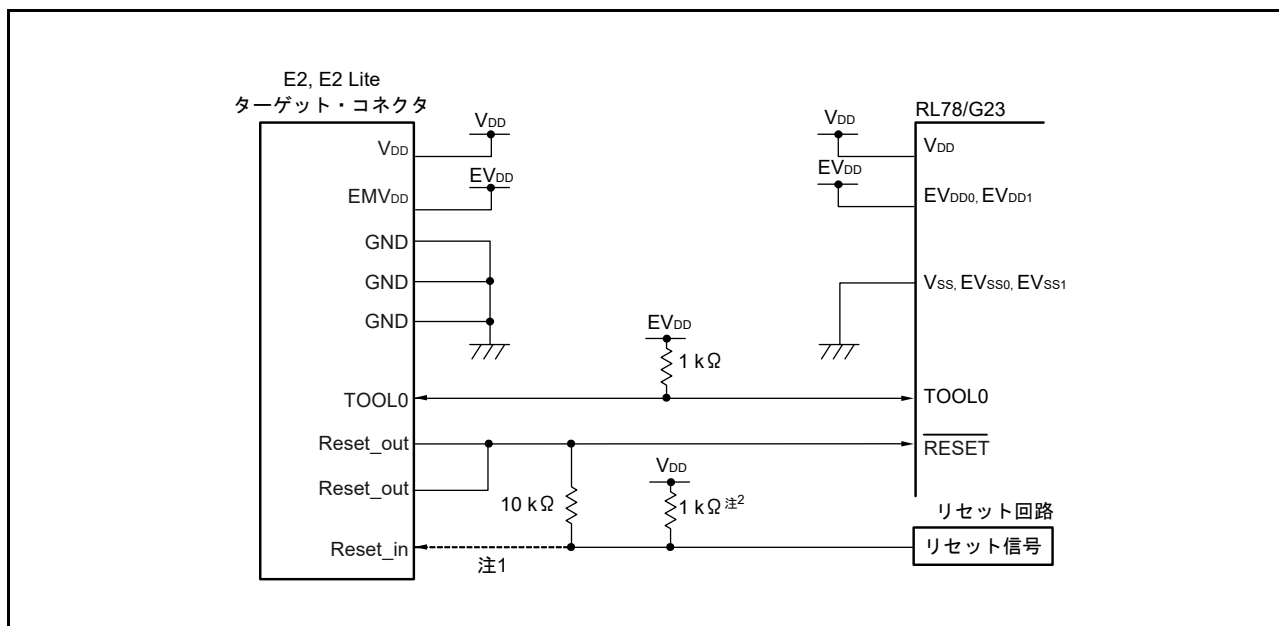 E2, E2 Lite
ターゲット・コネクタ
VDD
EMVDD
GND
GND
GND
TOOL0
Reset_out
Reset_out
Reset_in
VDD
EVDD
EVDD
1 kΩ
10 kΩ
VDD
1 kΩ 注2
注1
VDD
EVDD
RL78/G23
VDD
EVDD0, EVDD1
VSS, EVSS0, EVSS1
TOOL0
RESET
リセット回路
リセット信号